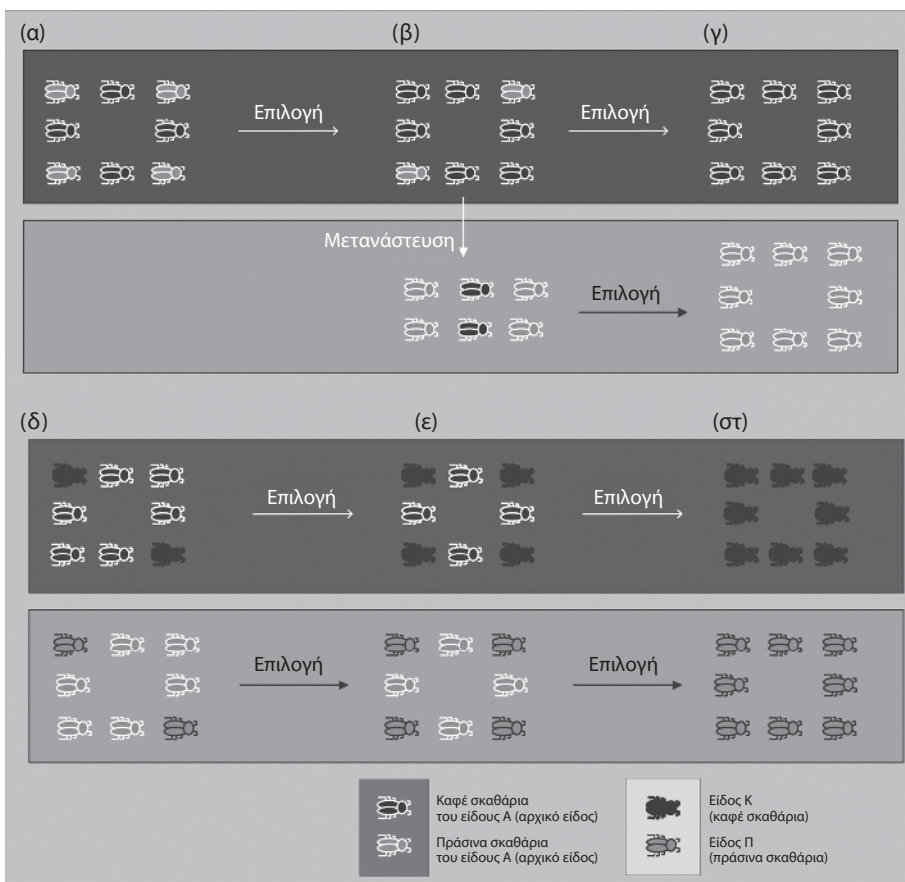 (α) (β) (γ)
Επιλογή Επιλογή
Μετανάστευση
Επιλογή
(δ) (ε) (στ)
Επιλογή Επιλογή
Επιλογή Επιλογή
Καφέ σκαθάρια
του είδους Α (αρχικό είδος)
Πράσινα σκαθάρια
του είδους Α (αρχικό είδος)
Είδος Κ
(καφέ σκαθάρια)
Είδος Π
(πράσινα σκαθάρια)